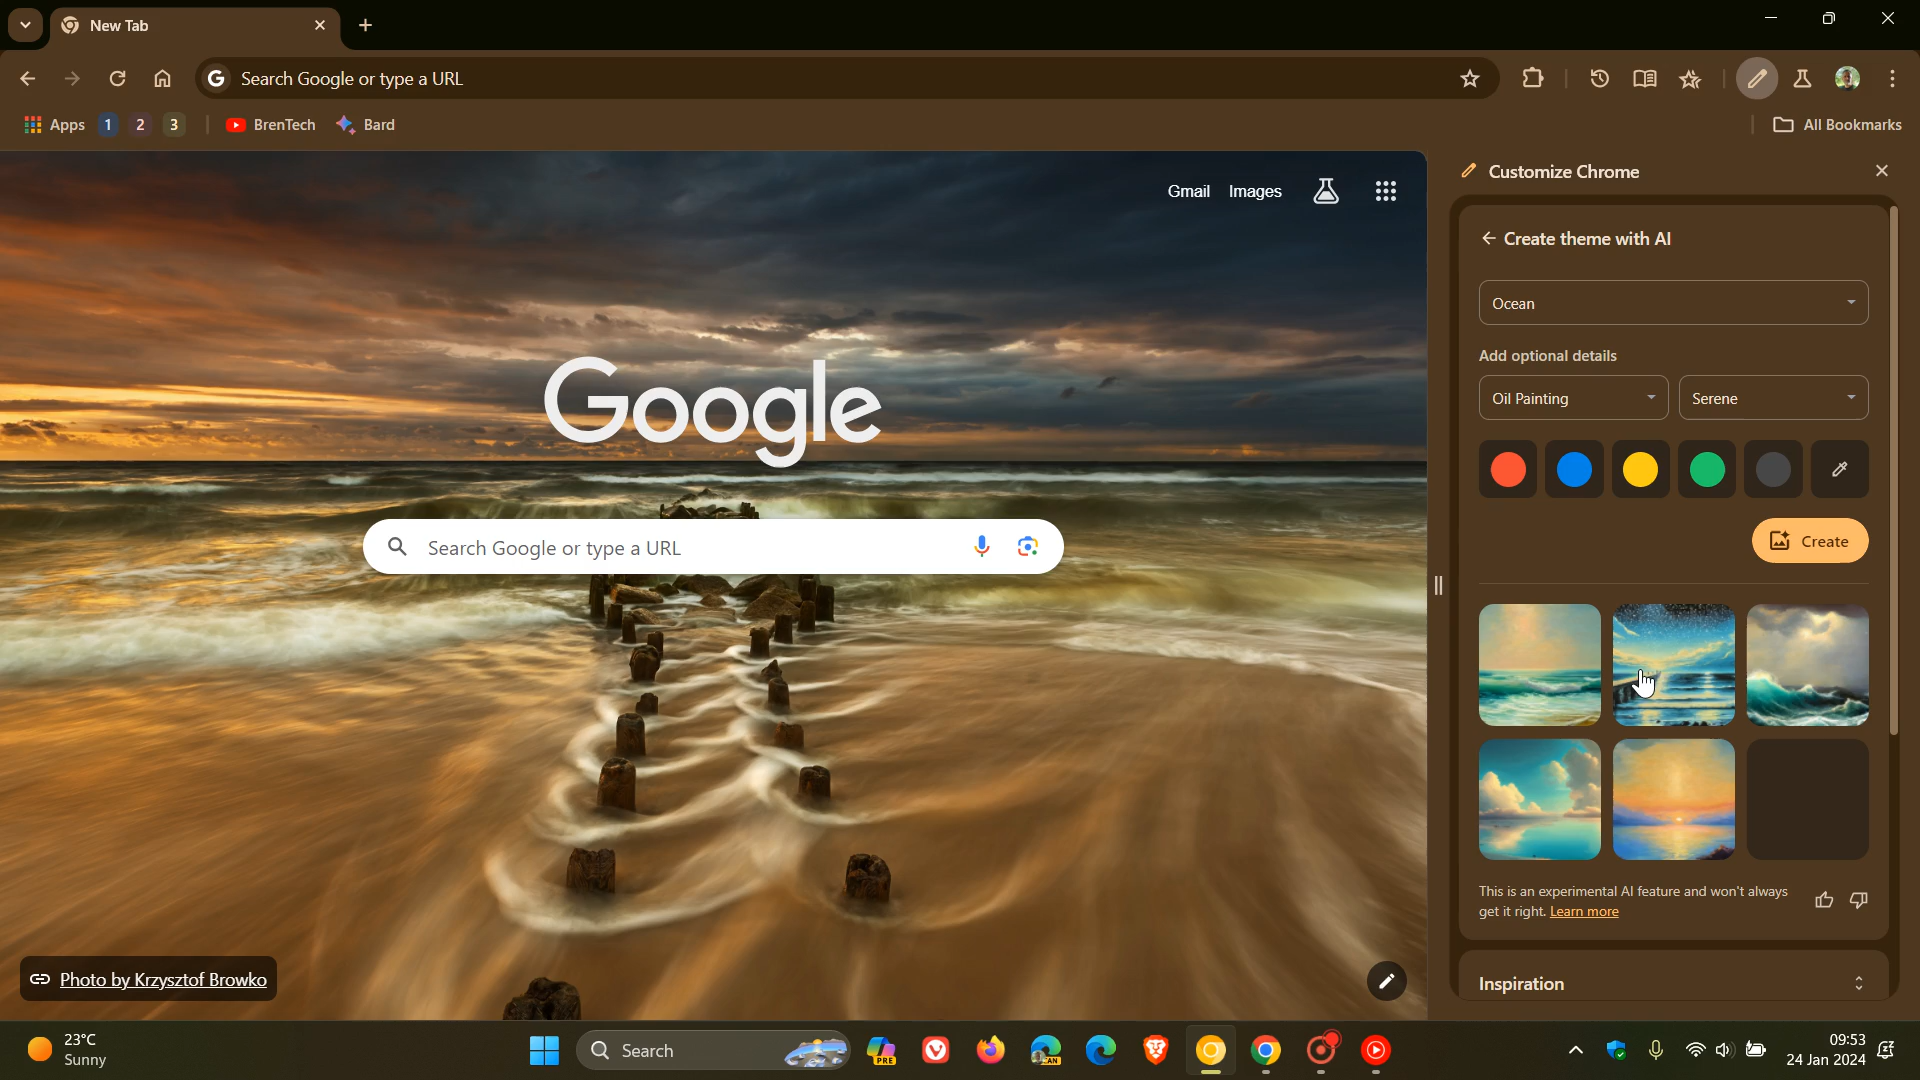 New Tab
Search Google or type a URL
Apps 1 2 3 BrenTech Bard All Bookmarks
Gmail Images
Google
Search Google or type a URL
Photo by Krzysztof Browko
Customize Chrome
Create theme with AI
Ocean
Add optional details
Oil Painting Serene
Create
This is an experimental AI feature and won't always
get it right. Learn more
Inspiration
23°C
Sunny
Search
PRE
CAN
09:53
24 Jan 2024